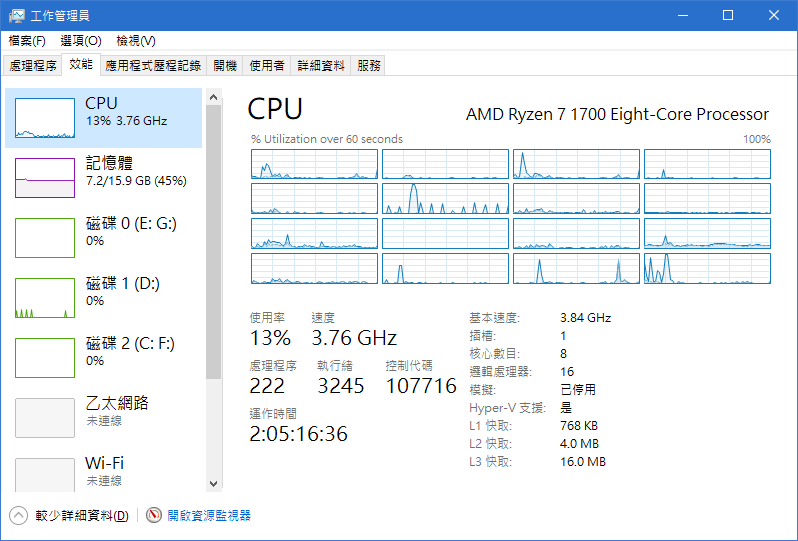 工作管理員
檔案(F) 選項(O) 檢視(V)
處理程序 效能 應用程式歷程記錄 開機 使用者 詳細資料 服務
CPU
13% 3.76 GHz
記憶體
7.2/15.9 GB (45%)
磁碟 0 (E: G:)
0%
磁碟 1 (D:)
0%
磁碟 2 (C: F:)
0%
乙太網路
未連線
Wi-Fi
未連線
CPU AMD Ryzen 7 1700 Eight-Core Processor
% Utilization over 60 seconds 100%
使用率 速度
13% 3.76 GHz
處理程序 執行緒 控制代碼
222 3245 107716
運作時間
2:05:16:36
基本速度: 3.84 GHz
插槽: 1
核心數目: 8
邏輯處理器: 16
模擬: 已停用
Hyper-V 支援: 是
L1 快取: 768 KB
L2 快取: 4.0 MB
L3 快取: 16.0 MB
較少詳細資料(D) 開啟資源監視器